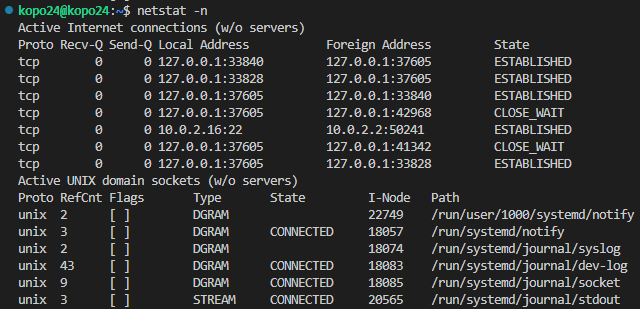 kopo24@kopo24:~$ netstat -n
Active Internet connections (w/o servers)
Proto Recv-Q Send-Q Local Address           Foreign Address         State
tcp        0      0 127.0.0.1:33840         127.0.0.1:37605         ESTABLISHED
tcp        0      0 127.0.0.1:33828         127.0.0.1:37605         ESTABLISHED
tcp        0      0 127.0.0.1:37605         127.0.0.1:33840         ESTABLISHED
tcp        0      0 127.0.0.1:37605         127.0.0.1:42968         CLOSE_WAIT
tcp        0      0 10.0.2.16:22            10.0.2.2:50241          ESTABLISHED
tcp        0      0 127.0.0.1:37605         127.0.0.1:41342         CLOSE_WAIT
tcp        0      0 127.0.0.1:37605         127.0.0.1:33828         ESTABLISHED
Active UNIX domain sockets (w/o servers)
Proto RefCnt Flags       Type       State         I-Node   Path
unix  2      [ ]         DGRAM                    22749    /run/user/1000/systemd/notify
unix  3      [ ]         DGRAM      CONNECTED     18057    /run/systemd/notify
unix  2      [ ]         DGRAM                    18074    /run/systemd/journal/syslog
unix  43     [ ]         DGRAM      CONNECTED     18083    /run/systemd/journal/dev-log
unix  9      [ ]         DGRAM      CONNECTED     18085    /run/systemd/journal/socket
unix  3      [ ]         STREAM     CONNECTED     20565    /run/systemd/journal/stdout